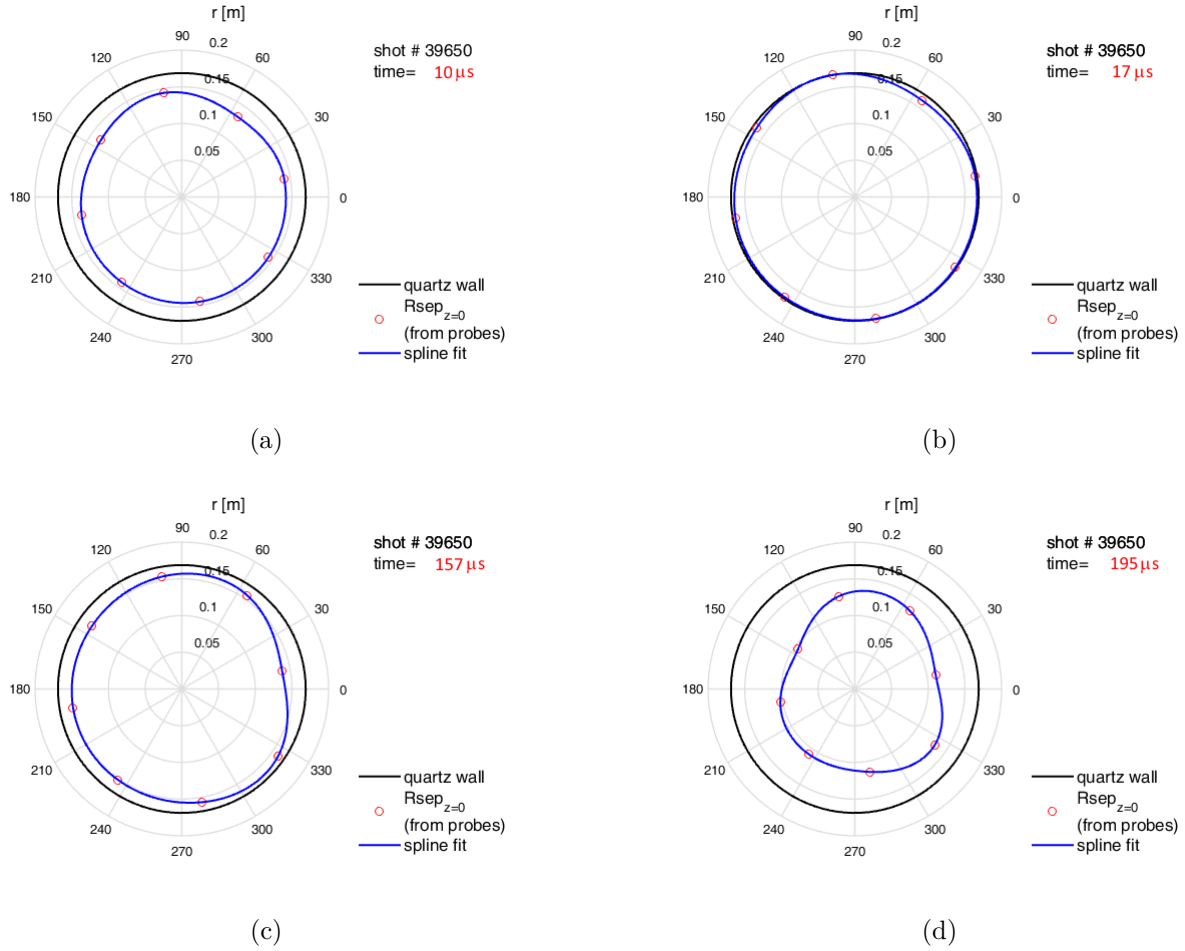 r [m]
90
0.2
120
60
0.15
150
30
0.1
0.05
180
0
210
330
240
300
270
shot # 39650
time= 10 μs
quartz wall
Rsep z=0
(from probes)
spline fit
(a)
r [m]
90
0.2
120
60
0.15
150
30
0.1
0.05
180
0
210
330
240
300
270
shot # 39650
time= 17 μs
quartz wall
Rsep z=0
(from probes)
spline fit
(b)
r [m]
90
0.2
120
60
0.15
150
30
0.1
0.05
180
0
210
330
240
300
270
shot # 39650
time= 157 μs
quartz wall
Rsep z=0
(from probes)
spline fit
(c)
r [m]
90
0.2
120
60
0.15
150
30
0.1
0.05
180
0
210
330
240
300
270
shot # 39650
time= 195 μs
quartz wall
Rsep z=0
(from probes)
spline fit
(d)